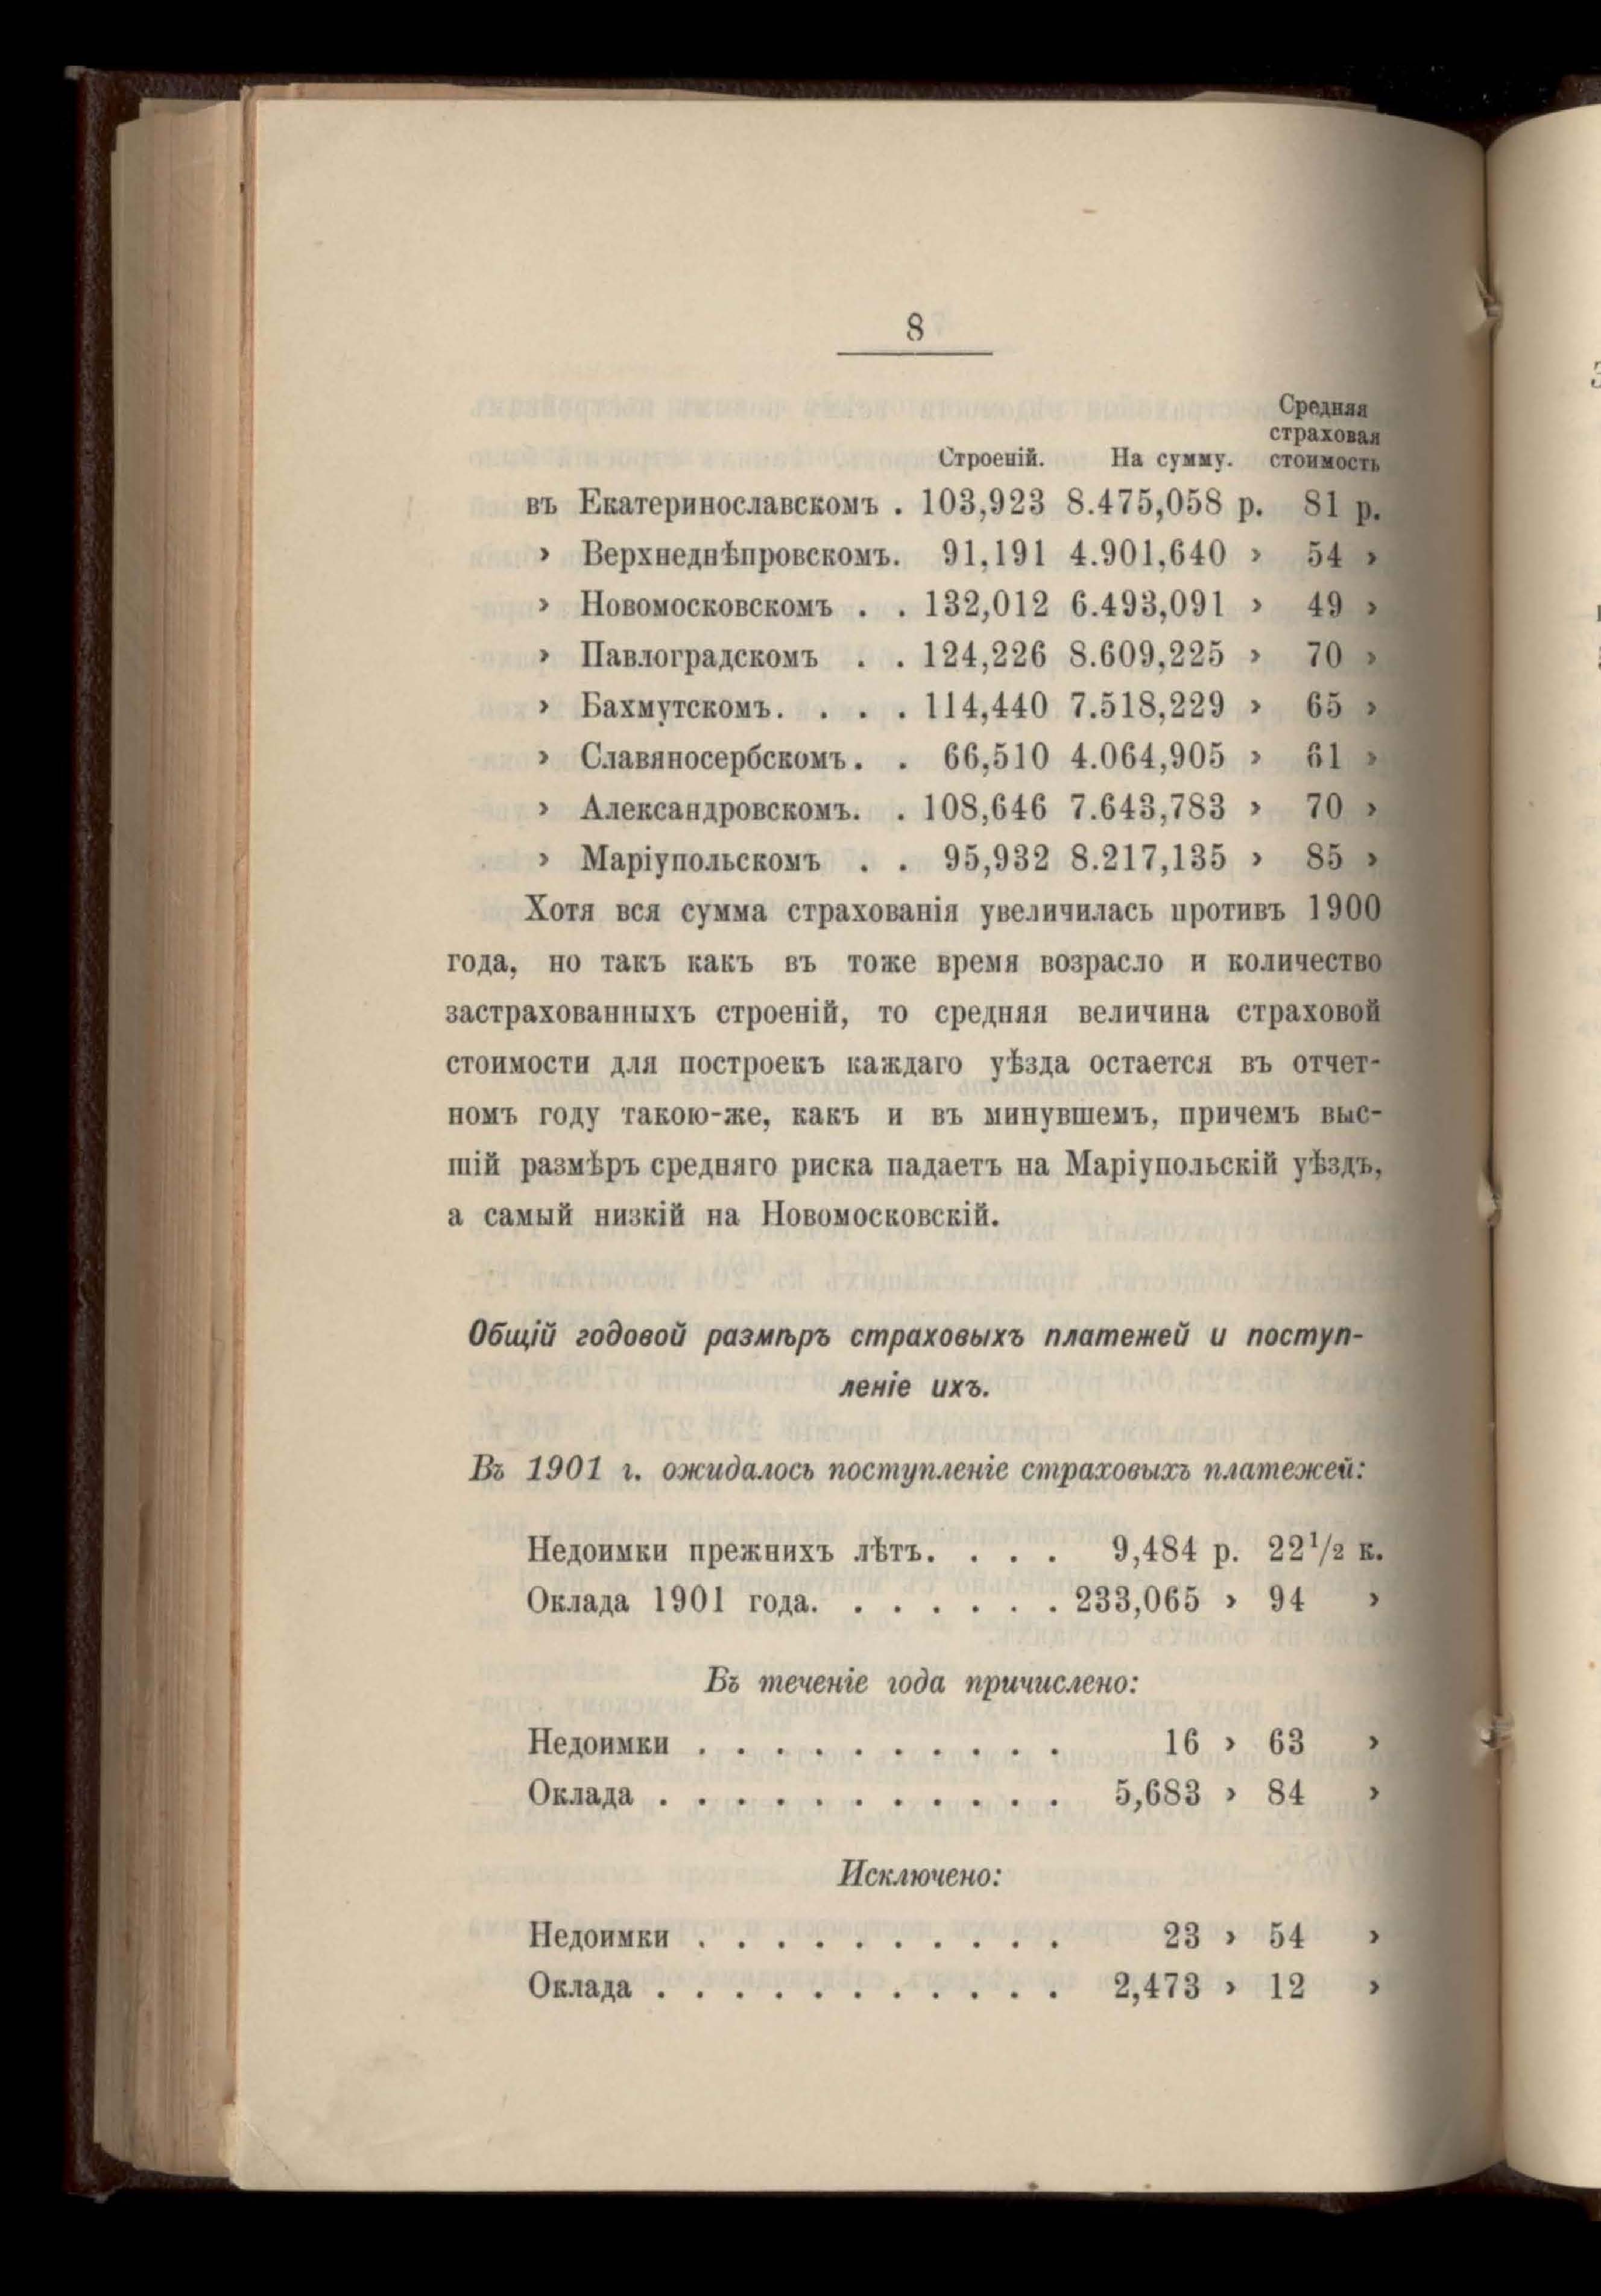 8
Средняя
страховая
Строеній. На сумму. стоимость
въ Екатеринославскомъ . 103,923 8.475,058 р. 81 р.
› Верхнеднѣпровскомъ. 91,191 4.901,640 › 54 ›
› Новомосковскомъ . . 132,012 6.493,091 › 49 ›
› Павлоградскомъ . . 124,226 8.609,225 › 70 ›
› Бахмутскомъ. . . . 114,440 7.518,229 › 65 ›
› Славяносербскомъ. . 66,510 4.064,905 › 61 ›
› Александровскомъ. . 108,646 7.643,783 › 70 ›
› Маріупольскомъ . . 95,932 8.217,135 › 85 ›
Хотя вся сумма страхованія увеличилась противъ 1900
года, но такъ какъ въ тоже время возрасло и количество
застрахованныхъ строеній, то средняя величина страховой
стоимости для построекъ каждаго уѣзда остается въ отчет-
номъ году такою-же, какъ и въ минувшемъ, причемъ выс-
шій размѣръ средняго риска падаетъ на Маріупольскій уѣздъ,
а самый низкій на Новомосковскій.
Общій годовой размѣръ страховыхъ платежей и поступ-
леніе ихъ.
Въ 1901 г. ожидалось поступленіе страховыхъ платежей:
Недоимки прежнихъ лѣтъ. . . . 9,484 р. 22½ к.
Оклада 1901 года. . . . . . . 233,065 › 94 ›
Въ теченіе года причислено:
Недоимки . . . . . . . . . . 16 › 63 ›
Оклада . . . . . . . . . . . 5,683 › 84 ›
Исключено:
Недоимки . . . . . . . . . . 23 › 54 ›
Оклада . . . . . . . . . . . 2,473 › 12 ›